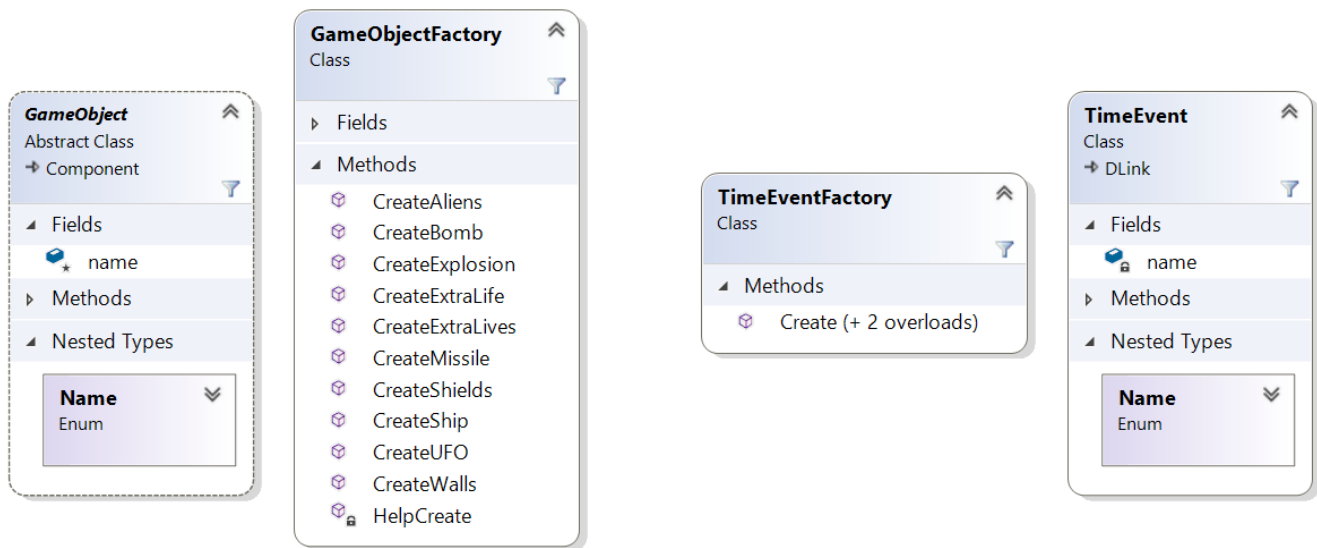 GameObject
Abstract Class
Component
Fields
name
Methods
Nested Types
Name
Enum
GameObjectFactory
Class
Fields
Methods
CreateAliens
CreateBomb
CreateExplosion
CreateExtraLife
CreateExtraLives
CreateMissile
CreateShields
CreateShip
CreateUFO
CreateWalls
HelpCreate
TimeEventFactory
Class
Methods
Create (+ 2 overloads)
TimeEvent
Class
DLink
Fields
name
Methods
Nested Types
Name
Enum